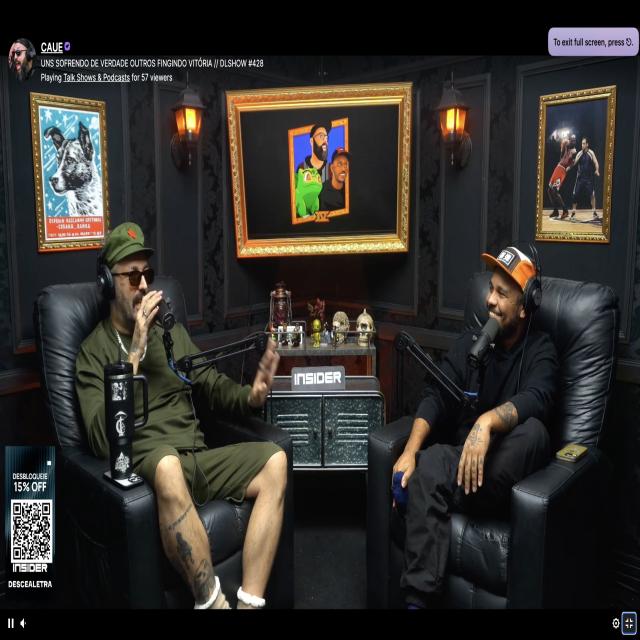 CAUE
To exit full screen, press
UNS SOFRENDO DE VERDADE OUTROS FINGINDO VITÓRIA // DLSHOW #428
Playing Talk Shows & Podcasts for 57 viewers
INSIDER
DESBLOQUEIE
15% OFF
INSIDER
DESCEALETRA